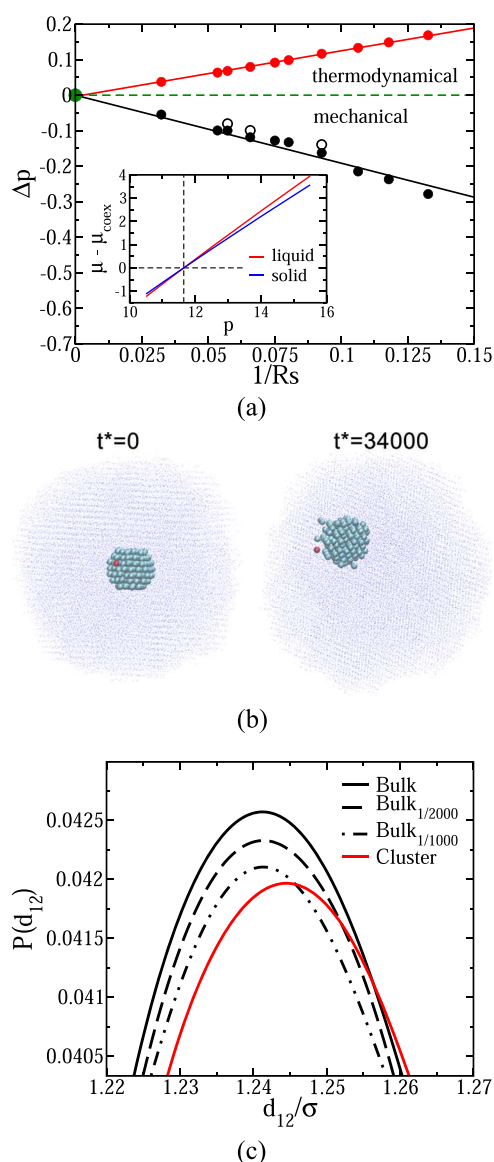 0.2
0.1
0
-0.1
-0.2
-0.3
-0.4
-0.5
-0.6
-0.7
Δp
thermodynamical
mechanical
4
3
2
1
0
-1
μ - μcoex
liquid
solid
10 12 14 16
p
0 0.025 0.05 0.075 0.1 0.125 0.15
1/Rs
(a)
t*=0 t*=34000
(b)
Bulk
Bulk1/2000
Bulk1/1000
Cluster
0.0425
0.042
0.0415
0.041
0.0405
P(d12)
1.22 1.23 1.24 1.25 1.26 1.27
d12/σ
(c)